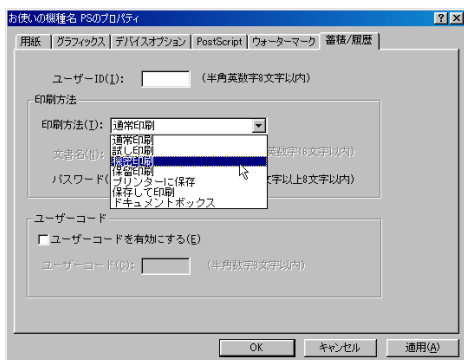 お使いの機種名 PSのプロパティ
用紙 グラフィックス デバイスオプション PostScript ウォーターマーク 蓄積/履歴
ユーザーID(I): (半角英数字8文字以内)
印刷方法
印刷方法(T): 通常印刷
通常印刷
試し印刷
機密印刷
文書名(N): 英数字16文字以内)
保留印刷
プリンターに保存
パスワード( 文字以上8文字以内)
保存して印刷
ドキュメントボックス
ユーザーコード
ユーザーコードを有効にする(E)
ユーザーコード(C): (半角数字8文字以内)
OK キャンセル 適用(A)